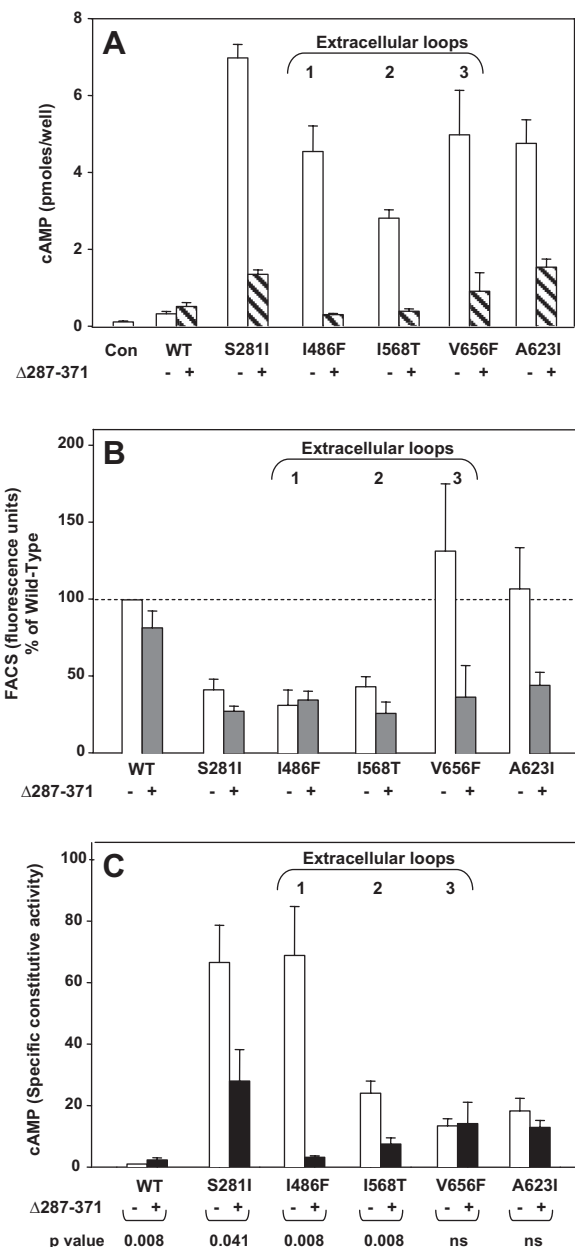 A
Extracellular loops
1 2 3
8
6
4
2
0
cAMP (pmoles/well)
Con WT S281I I486F I568T V656F A623I
Δ287-371 - + - + - + - + - + - +
B
Extracellular loops
1 2 3
200
150
100
50
0
FACS (fluorescence units)
% of Wild-Type
WT S281I I486F I568T V656F A623I
Δ287-371 - + - + - + - + - + - +
C
Extracellular loops
1 2 3
100
80
60
40
20
0
cAMP (Specific constitutive activity)
WT S281I I486F I568T V656F A623I
Δ287-371 - + - + - + - + - + - +
p value 0.008 0.041 0.008 0.008 ns ns